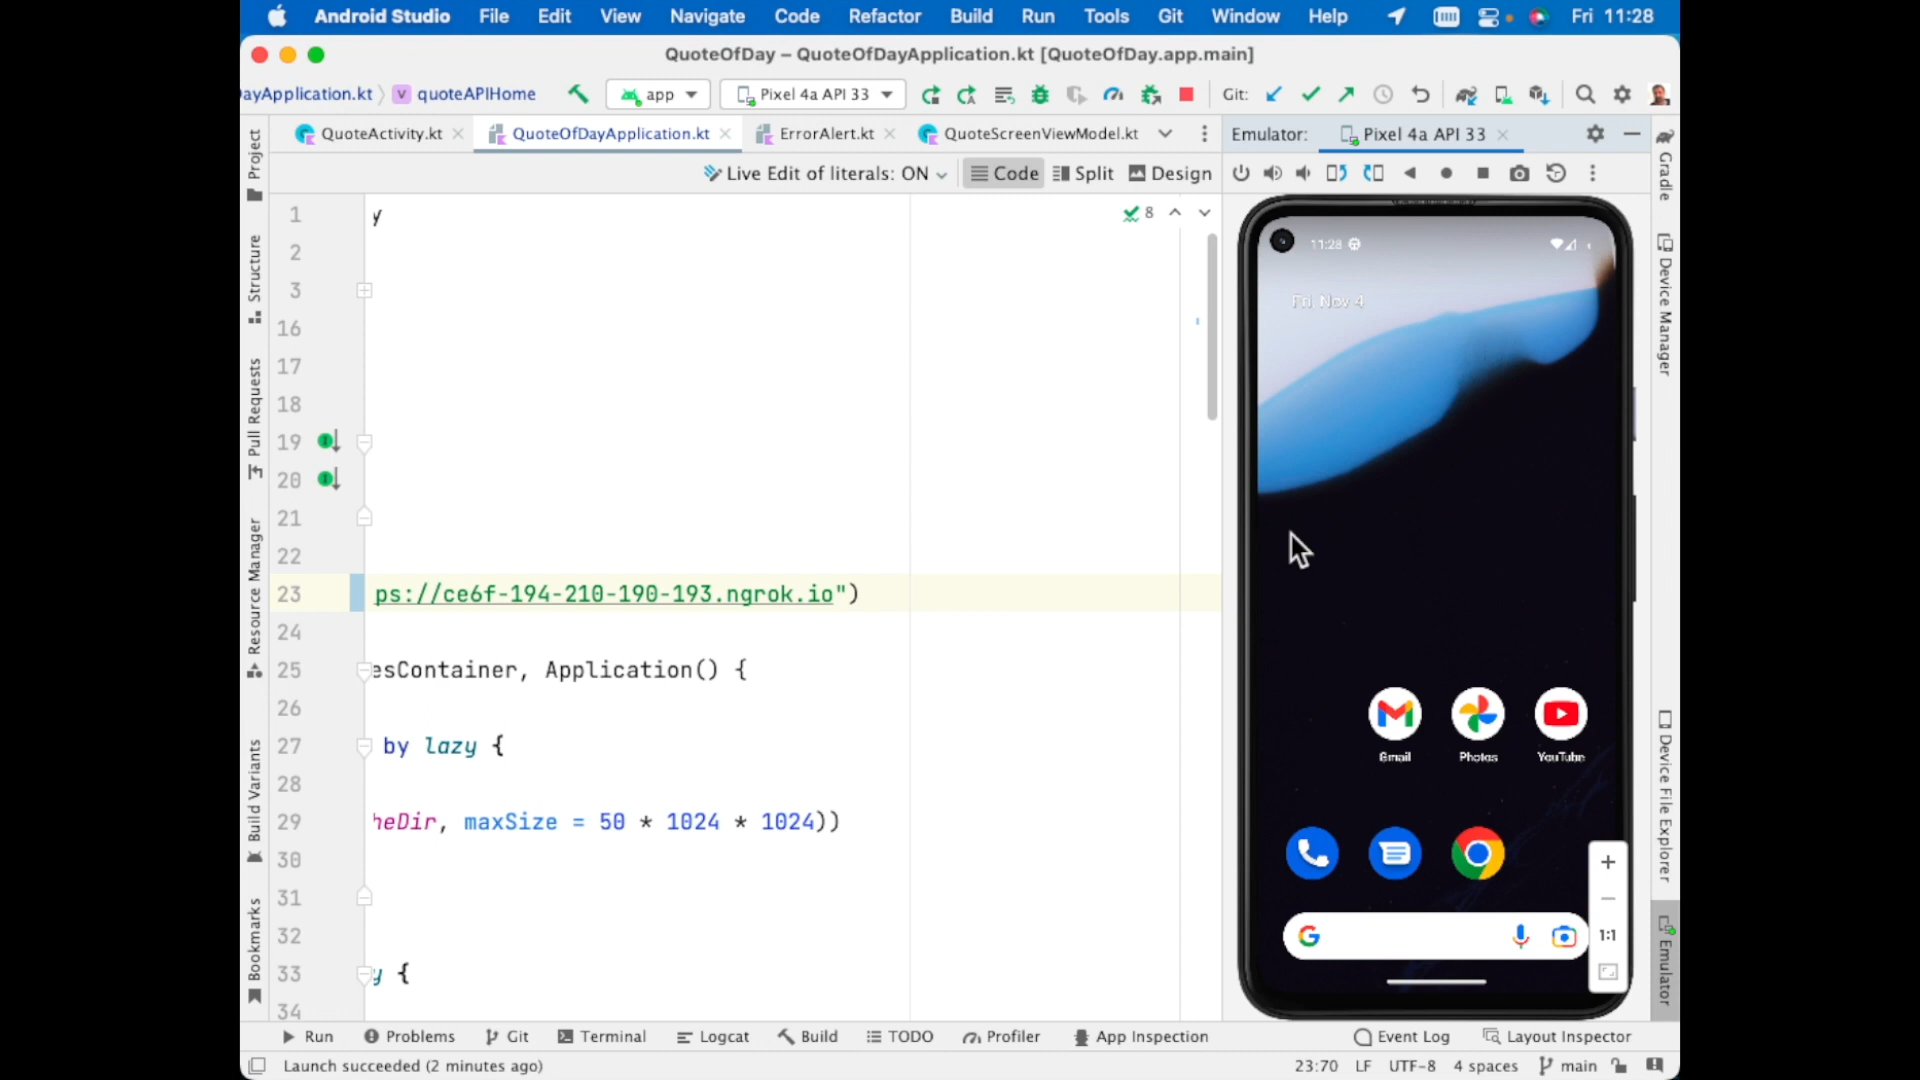 Android Studio File Edit View Navigate Code Refactor Build Run Tools Git Window Help Fri 11:28
QuoteOfDay – QuoteOfDayApplication.kt [QuoteOfDay.app.main]
ayApplication.kt quoteAPIHome app Pixel 4a API 33 Git:
QuoteActivity.kt QuoteOfDayApplication.kt ErrorAlert.kt QuoteScreenViewModel.kt Emulator: Pixel 4a API 33
Live Edit of literals: ON Code Split Design
Project
Structure
Pull Requests
Resource Manager
Build Variants
Bookmarks
1 y 8
2
3
16
17
18
19
20
21
22
23 ps://ce6f-194-210-190-193.ngrok.io")
24
25 esContainer, Application() {
26
27 by lazy {
28
29 heDir, maxSize = 50 * 1024 * 1024))
30
31
32
33 y {
34
11:28
Fri, Nov 4
Gmail Photos YouTube
1:1
Gradle
Device Manager
Device File Explorer
Emulator
Run Problems Git Terminal Logcat Build TODO Profiler App Inspection Event Log Layout Inspector
Launch succeeded (2 minutes ago) 23:70 LF UTF-8 4 spaces main